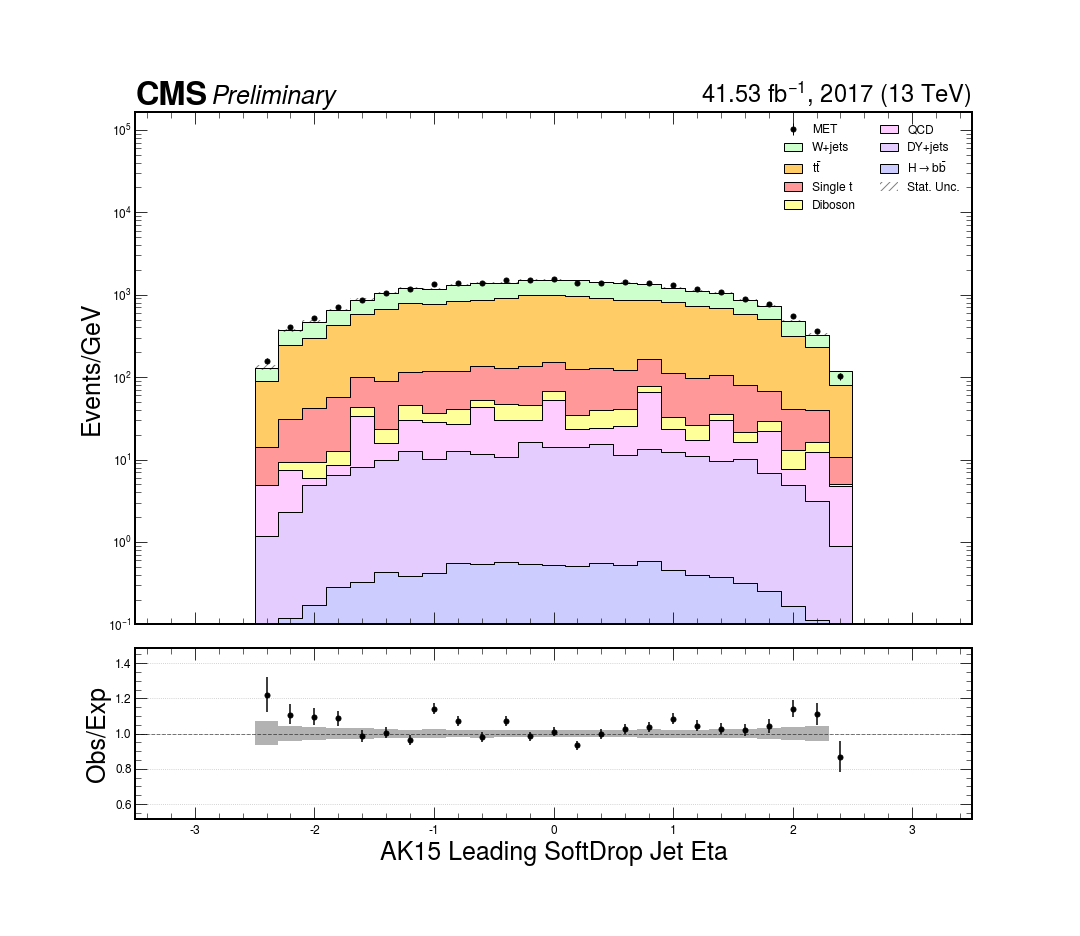 CMS Preliminary
41.53 fb⁻¹, 2017 (13 TeV)
MET
W+jets
tt̄
Single t
Diboson
QCD
DY+jets
H→bb̄
Stat. Unc.
Events/GeV
10⁵
10⁴
10³
10²
10¹
10⁰
10⁻¹
Obs/Exp
1.4
1.2
1.0
0.8
0.6
-3 -2 -1 0 1 2 3
AK15 Leading SoftDrop Jet Eta